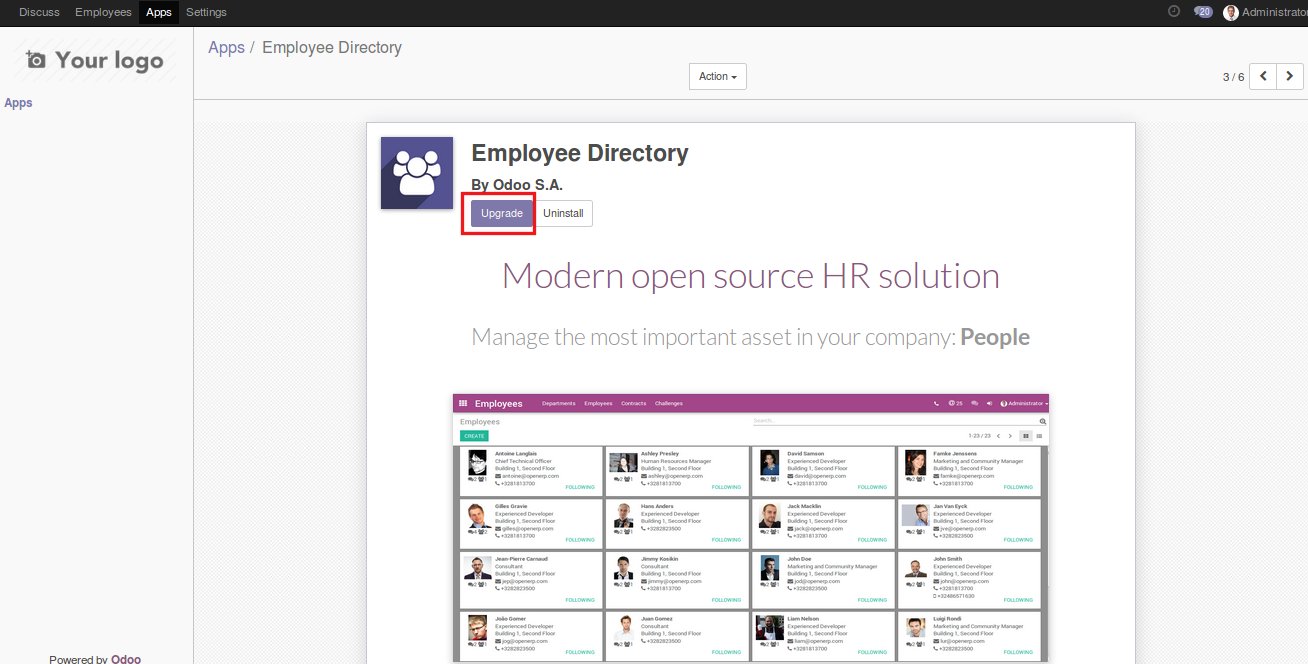 Discuss Employees Apps Settings 20 Administrator
Your logo
Apps / Employee Directory
Action
3 / 6
Apps
Employee Directory
By Odoo S.A.
Upgrade Uninstall
Modern open source HR solution
Manage the most important asset in your company: People
Employees Departments Employees Contracts Challenges 25 Administrator
Employees Search...
CREATE 1-23 / 23
Antoine Langlais
Chief Technical Officer
Building 1, Second Floor
antoine@openerp.com
+3281813700
FOLLOWING
Ashley Presley
Human Resources Manager
Building 1, Second Floor
ashley@openerp.com
+3281813700
FOLLOWING
David Samson
Experienced Developer
Building 1, Second Floor
david@openerp.com
+3281813700
FOLLOWING
Famke Janssens
Marketing and Community Manager
Building 1, Second Floor
famke@openerp.com
+3281813700
FOLLOWING
Gilles Gravie
Experienced Developer
Building 1, Second Floor
gilles@openerp.com
+3281813700
FOLLOWING
Hans Anders
Experienced Developer
Building 1, Second Floor
+3282823500
FOLLOWING
Jack Macklin
Experienced Developer
Building 1, Second Floor
jack@openerp.com
+3281813700
FOLLOWING
Jan Van Eyck
Experienced Developer
Building 1, Second Floor
jve@openerp.com
+3282823500
FOLLOWING
Jean-Pierre Carnaud
Consultant
Building 1, Second Floor
jep@openerp.com
+3282823500
FOLLOWING
Jimmy Kosikin
Consultant
Building 1, Second Floor
jimmy@openerp.com
+3282823500
FOLLOWING
John Doe
Marketing and Community Manager
Building 1, Second Floor
jod@openerp.com
+3282823500
FOLLOWING
John Smith
Experienced Developer
Building 1, Second Floor
john@openerp.com
+3281813700
+32486571630
FOLLOWING
João Gomer
Experienced Developer
Building 1, Second Floor
jog@openerp.com
+3282823500
FOLLOWING
Juan Gomez
Consultant
Building 1, Second Floor
+3282823500
FOLLOWING
Liam Nelson
Experienced Developer
Building 1, Second Floor
liam@openerp.com
+3282823500
FOLLOWING
Luigi Rondi
Marketing and Community Manager
Building 1, Second Floor
lur@openerp.com
+3282823500
FOLLOWING
Powered by Odoo